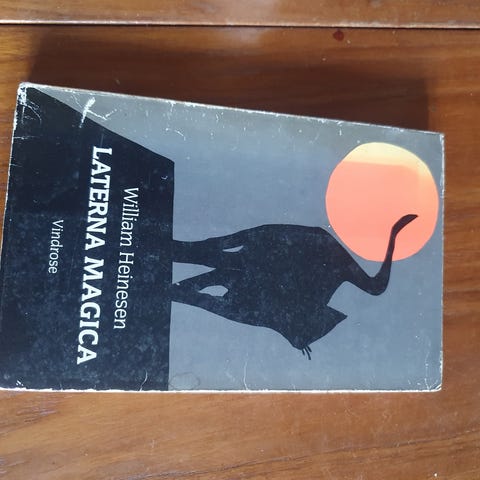 William Heinesen
LATERNA MAGICA
Vindrose